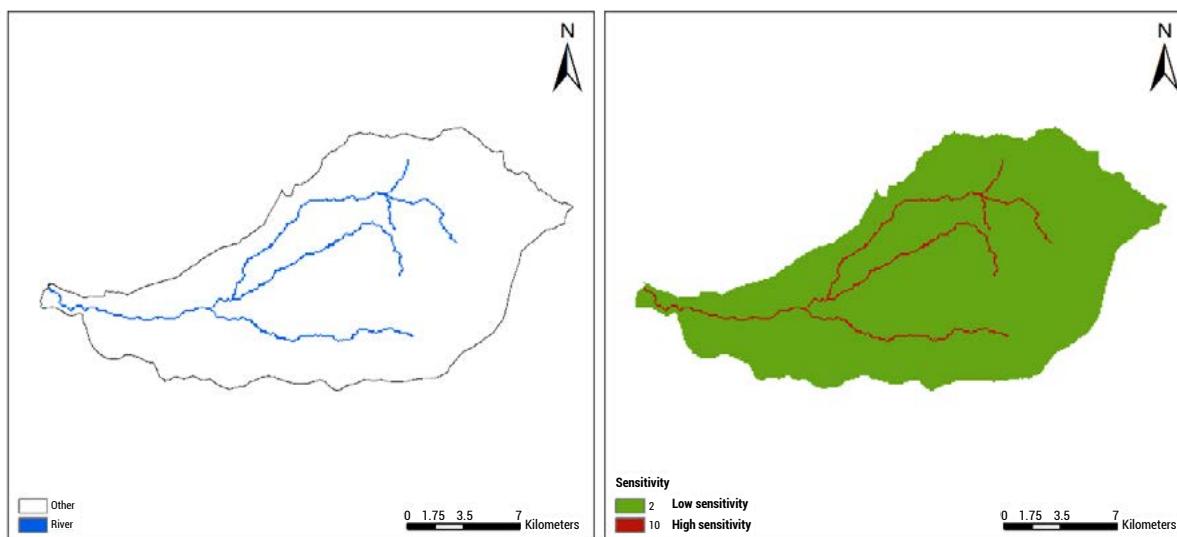 N
Other
River
0 1.75 3.5 7
Kilometers
N
Sensitivity
2 Low sensitivity
10 High sensitivity
0 1.75 3.5 7
Kilometers